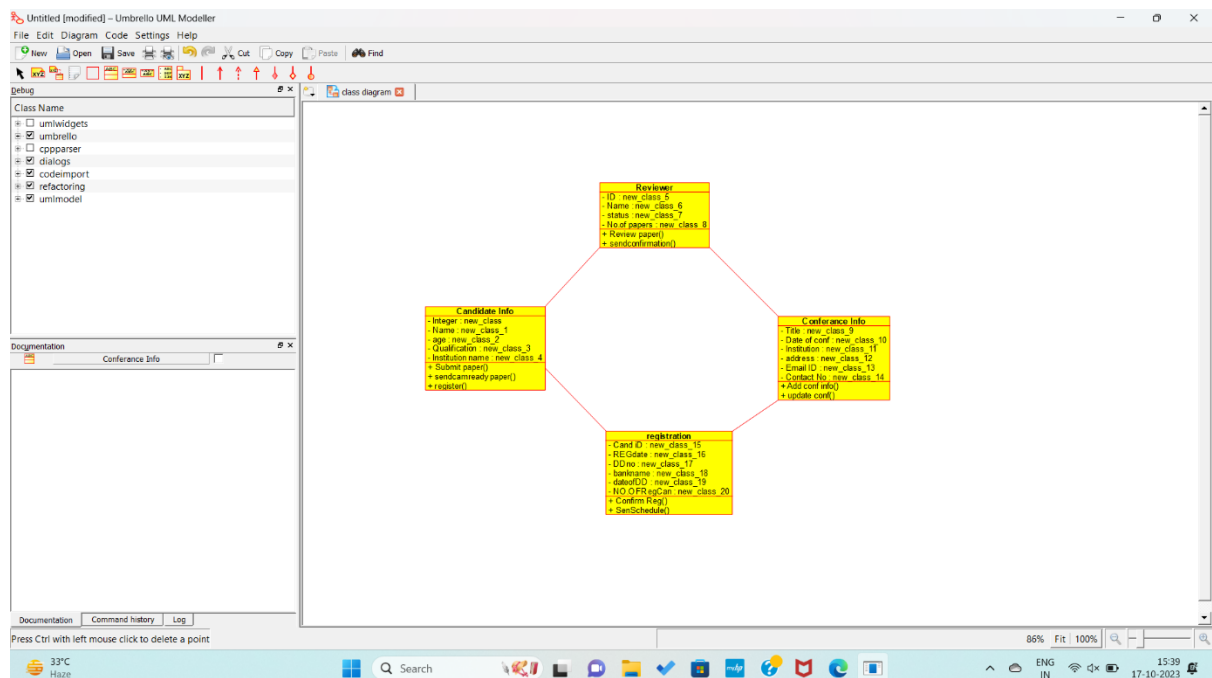 Untitled [modified] – Umbrello UML Modeller
File Edit Diagram Code Settings Help
New Open Save Cut Copy Paste Find
Debug
class diagram
Class Name
umlwidgets
umbrello
cppparser
dialogs
codeimport
refactoring
umlmodel
Reviewer
- ID : new_class_5
- Name : new_class_6
- status : new_class_7
- No.of papers : new_class_8
+ Review paper()
+ sendconfirmation()
Candidate Info
- Integer : new_class
- Name : new_class_1
- age : new_class_2
- Qualification : new_class_3
- Institution name : new_class_4
+ Submit paper()
+ sendcamready paper()
+ register()
Conferance Info
- Title : new_class_9
- Date of conf : new_class_10
- Institution : new_class_11
- address : new_class_12
- Email ID : new_class_13
- Contact No : new_class_14
+ Add conf info()
+ update conf()
registration
- Cand ID : new_class_15
- REGdate : new_class_16
- DDno : new_class_17
- bankname : new_class_18
- dateofDD : new_class_19
- NO.OFRegCan : new_class_20
+ Confirm Reg()
+ SenSchedule()
Documentation
Conferance Info
Documentation Command history Log
Press Ctrl with left mouse click to delete a point
86% Fit 100%
33°C
Haze
Search
ENG
IN
15:39
17-10-2023